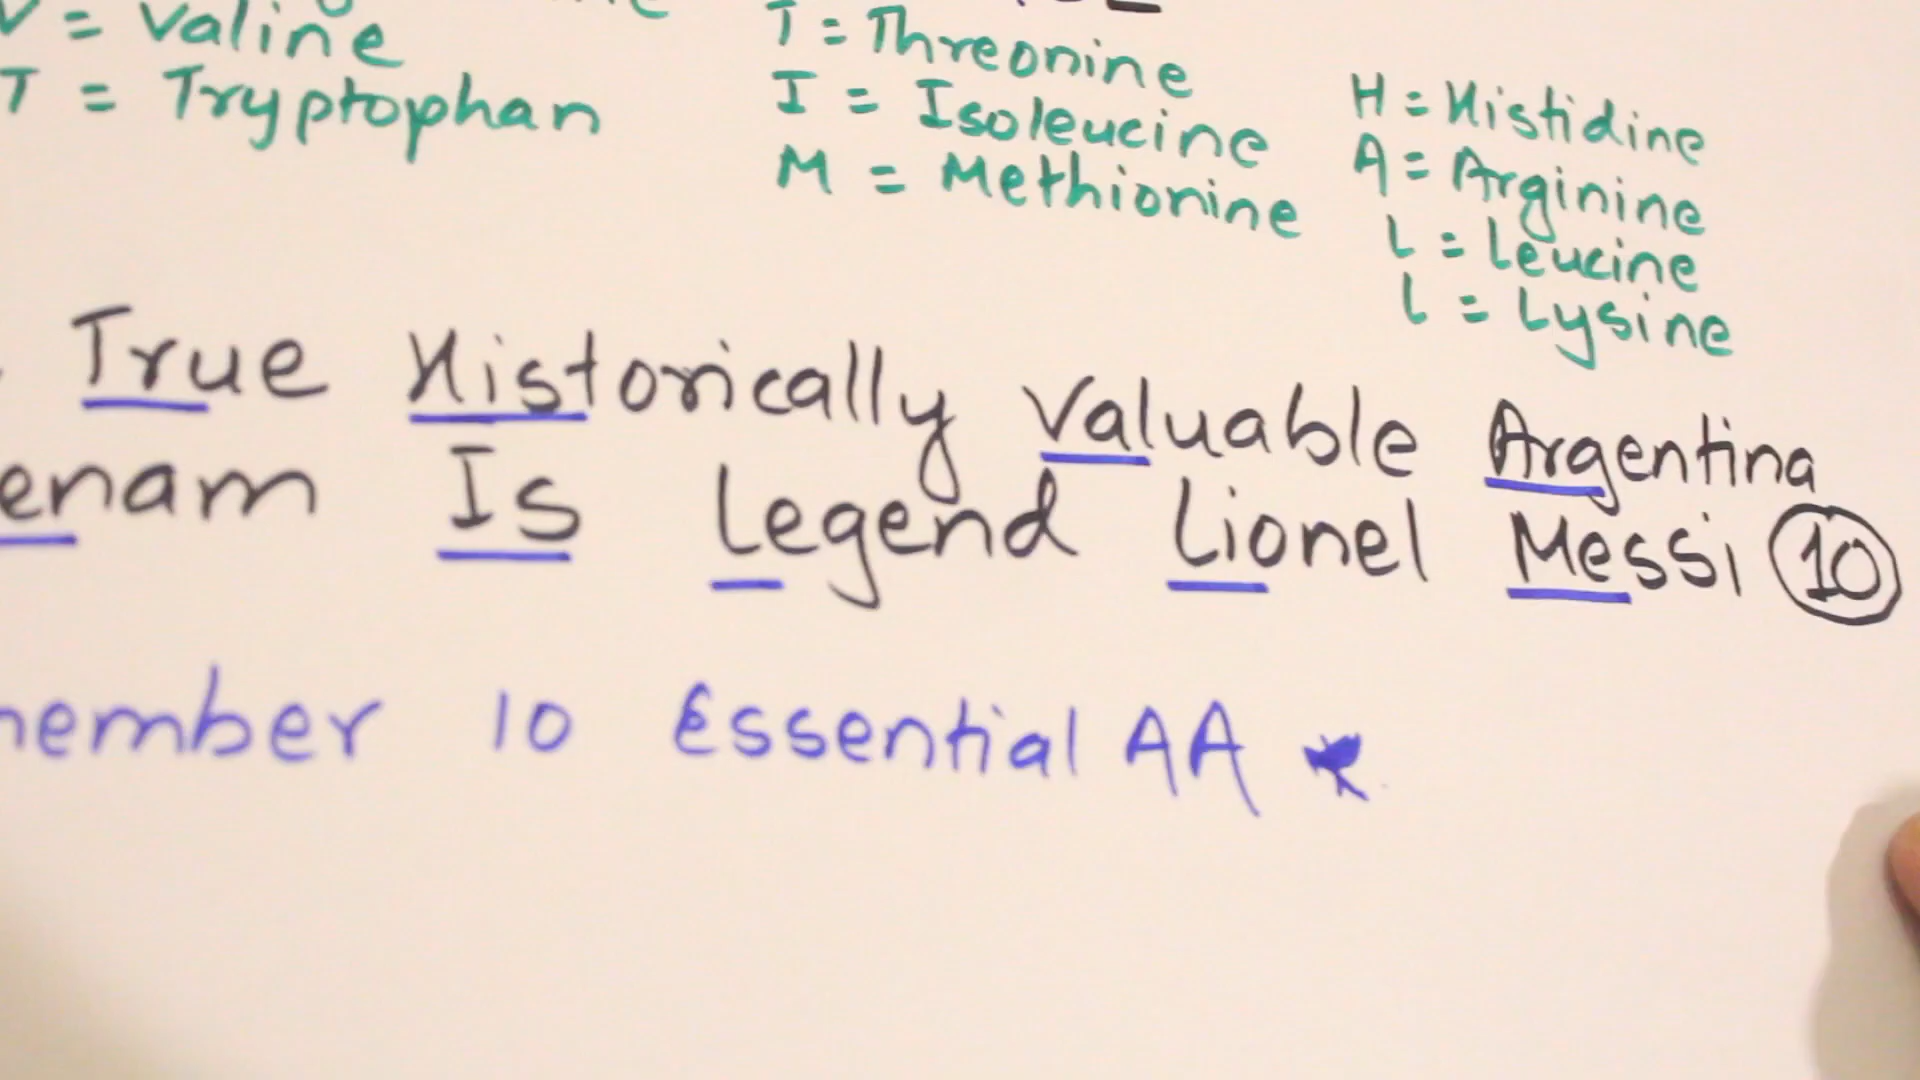 V = Valine
T = Tryptophan
T = Threonine
I = Isoleucine
M = Methionine
H = Histidine
A = Arginine
L = Leucine
L = Lysine
True Historically Valuable Argentina
enam Is Legend Lionel Messi 10
member 10 Essential AA